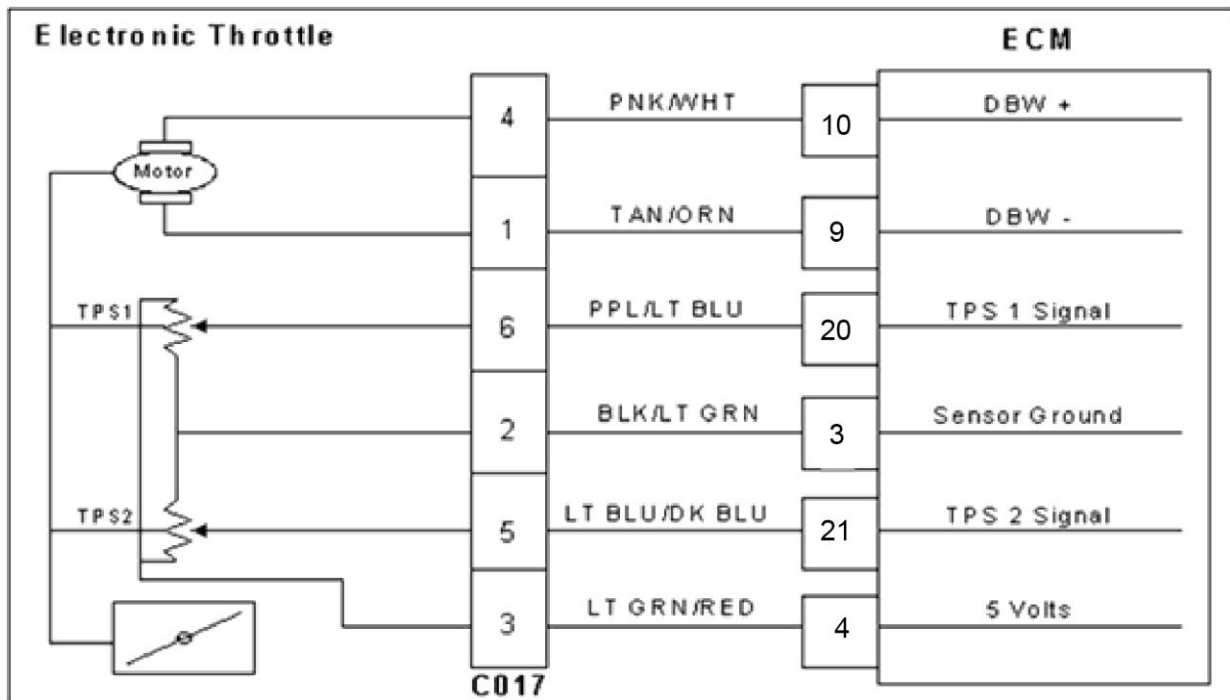 Electronic Throttle
ECM
4
PNK/WHT
10
DBW +
Motor
1
TAN/ORN
9
DBW -
TPS1
6
PPL/LT BLU
20
TPS 1 Signal
2
BLK/LT GRN
3
Sensor Ground
TPS2
5
LT BLU/DK BLU
21
TPS 2 Signal
3
LT GRN/RED
4
5 Volts
C017